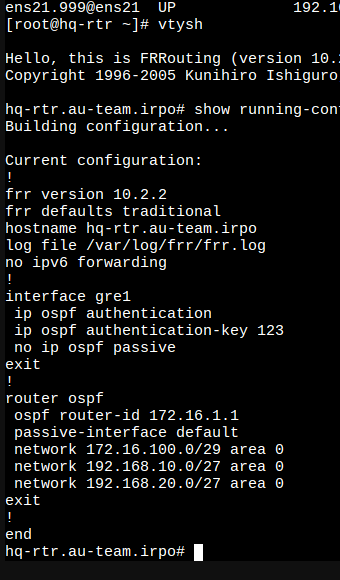 ens21.999@ens21 UP 192.16
[root@hq-rtr ~]# vtysh
Hello, this is FRRouting (version 10.2
Copyright 1996-2005 Kunihiro Ishiguro
hq-rtr.au-team.irpo# show running-conf
Building configuration...
Current configuration:
!
frr version 10.2.2
frr defaults traditional
hostname hq-rtr.au-team.irpo
log file /var/log/frr/frr.log
no ipv6 forwarding
!
interface gre1
 ip ospf authentication
 ip ospf authentication-key 123
 no ip ospf passive
exit
!
router ospf
 ospf router-id 172.16.1.1
 passive-interface default
 network 172.16.100.0/29 area 0
 network 192.168.10.0/27 area 0
 network 192.168.20.0/27 area 0
exit
!
end
hq-rtr.au-team.irpo#